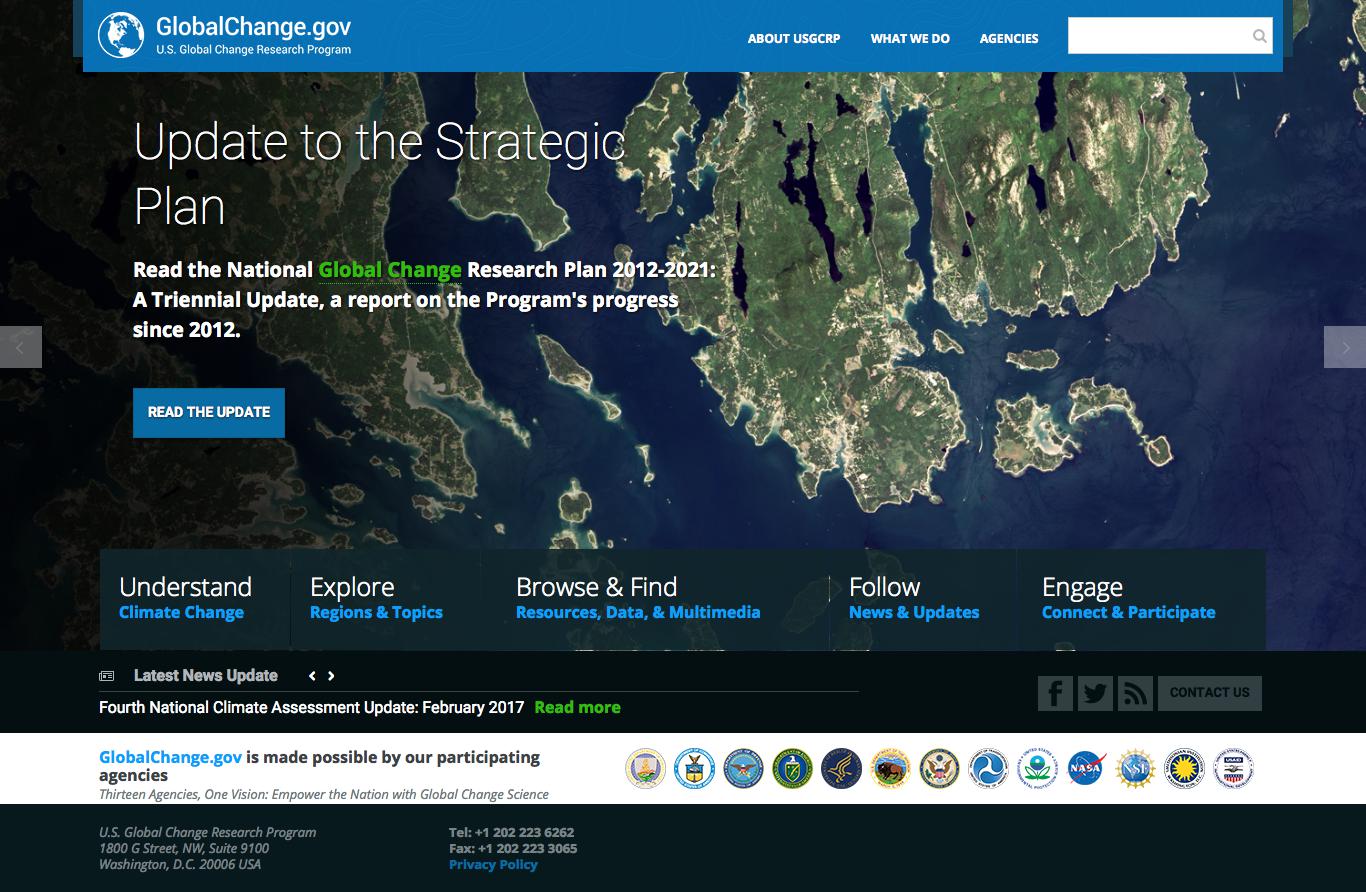 GlobalChange.gov
U.S. Global Change Research Program
ABOUT USGCRP
WHAT WE DO
AGENCIES
Update to the Strategic
Plan
Read the National Global Change Research Plan 2012-2021:
A Triennial Update, a report on the Program's progress
since 2012.
READ THE UPDATE
Understand
Climate Change
Explore
Regions & Topics
Browse & Find
Resources, Data, & Multimedia
Follow
News & Updates
Engage
Connect & Participate
Latest News Update
Fourth National Climate Assessment Update: February 2017 Read more
CONTACT US
GlobalChange.gov is made possible by our participating
agencies
Thirteen Agencies, One Vision: Empower the Nation with Global Change Science
NASA
NSF
USAID
U.S. Global Change Research Program
1800 G Street, NW, Suite 9100
Washington, D.C. 20006 USA
Tel: +1 202 223 6262
Fax: +1 202 223 3065
Privacy Policy